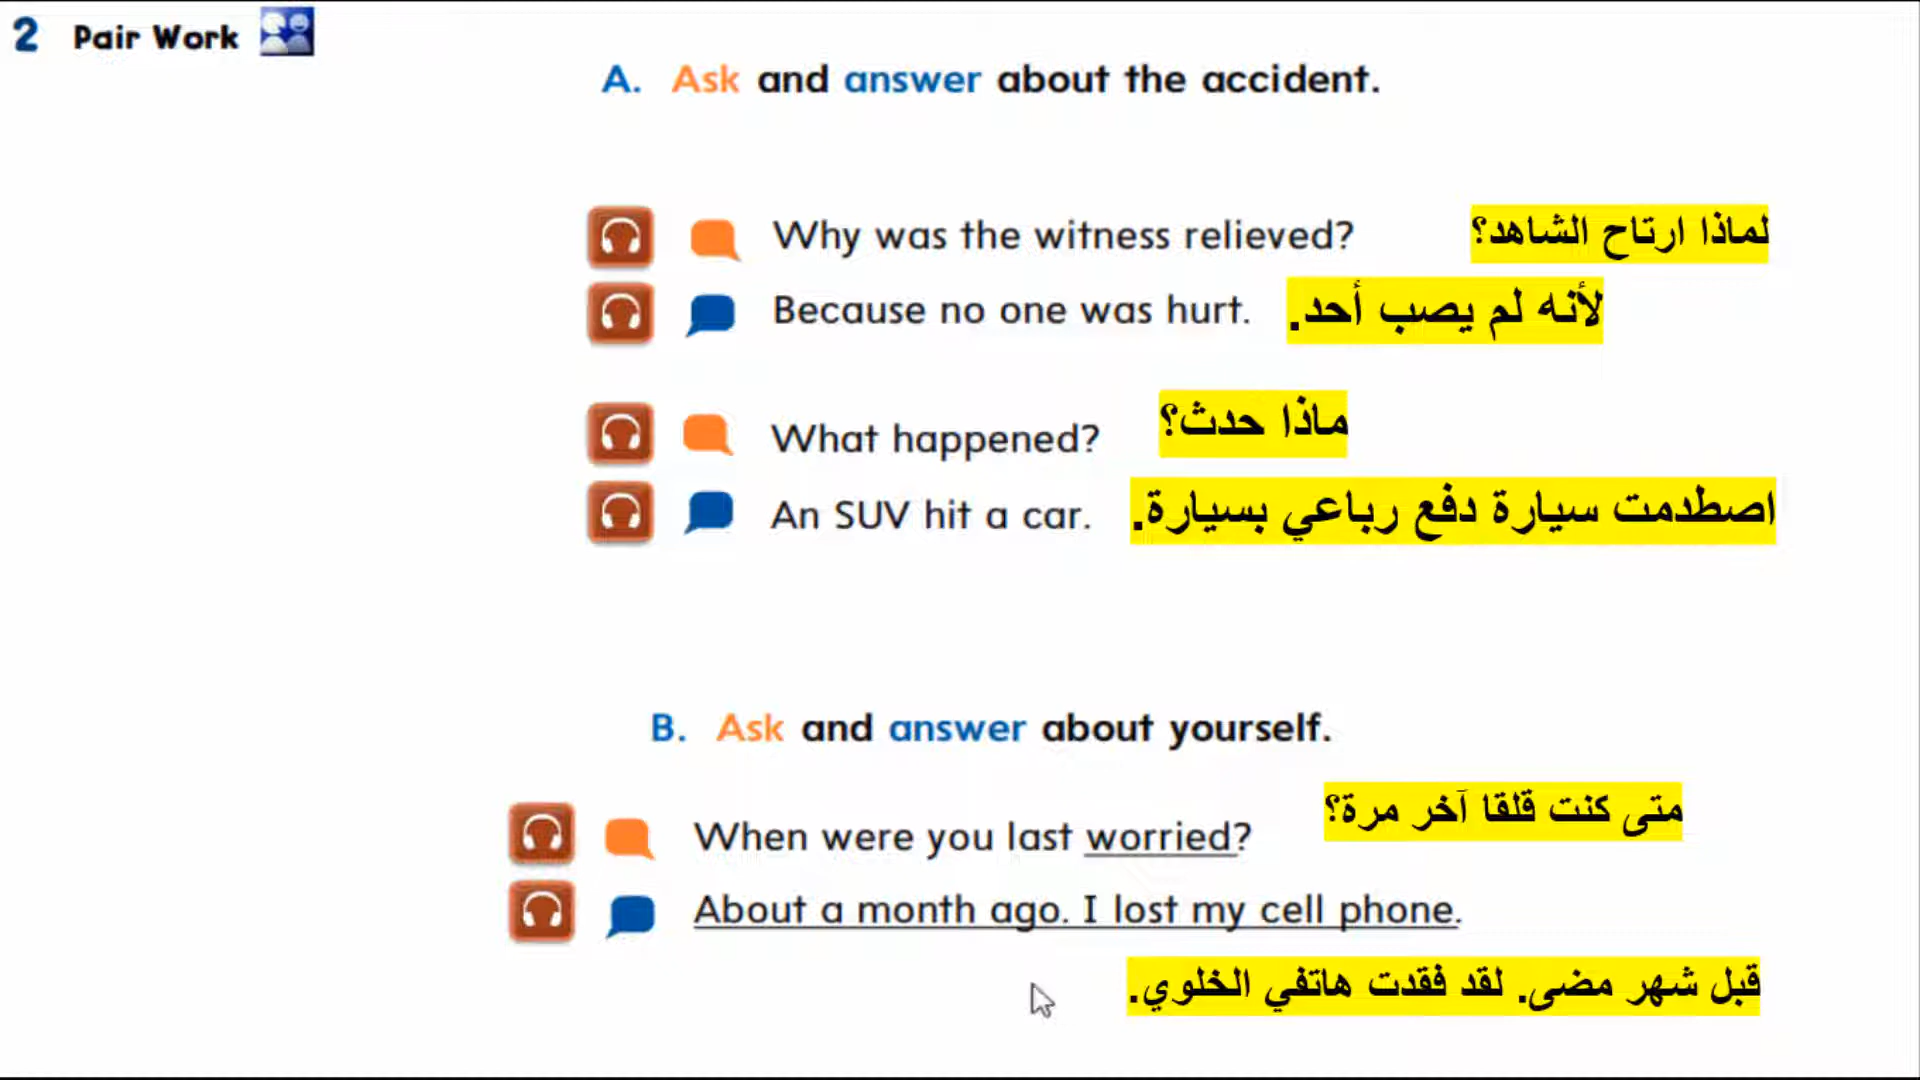 2 Pair Work
A. Ask and answer about the accident.
Why was the witness relieved? لماذا ارتاح الشاهد؟
Because no one was hurt. لأنه لم يصب أحد.
What happened? ماذا حدث؟
An SUV hit a car. اصطدمت سيارة دفع رباعي بسيارة.
B. Ask and answer about yourself.
When were you last worried? متى كنت قلقا آخر مرة؟
About a month ago. I lost my cell phone.
قبل شهر مضى. لقد فقدت هاتفي الخلوي.